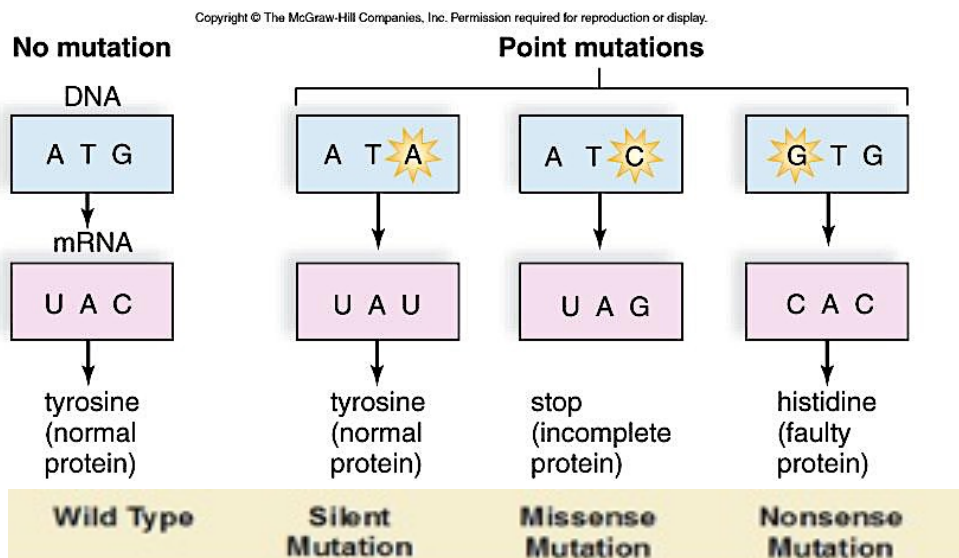 Copyright © The McGraw-Hill Companies, Inc. Permission required for reproduction or display.
No mutation
Point mutations
DNA
A T G
A T A
A T C
G T G
mRNA
U A C
U A U
U A G
C A C
tyrosine
(normal
protein)
tyrosine
(normal
protein)
stop
(incomplete
protein)
histidine
(faulty
protein)
Wild Type
Silent
Mutation
Missense
Mutation
Nonsense
Mutation